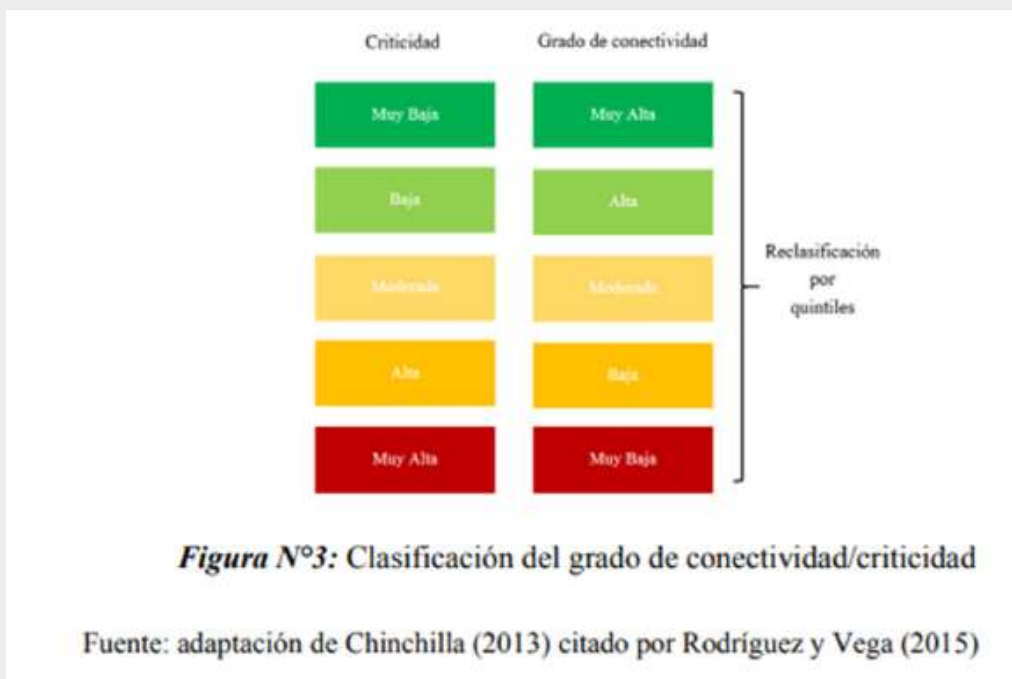 Criticidad Grado de conectividad
Muy Baja Muy Alta
Baja Alta
Moderada Moderada
Alta Baja
Muy Alta Muy Baja
Reclasificación
por
quintiles
Figura N°3: Clasificación del grado de conectividad/criticidad
Fuente: adaptación de Chinchilla (2013) citado por Rodríguez y Vega (2015)